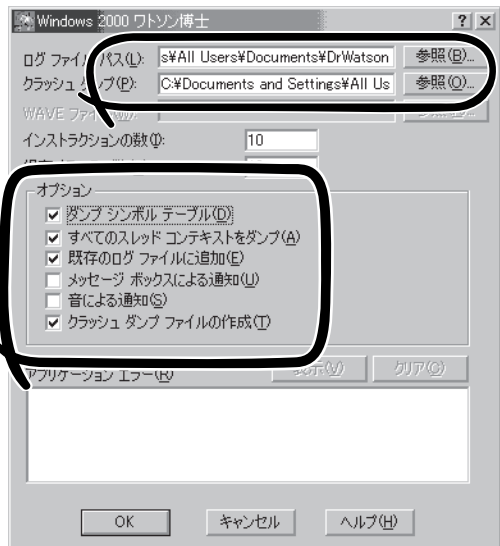 Windows 2000 ワトソン博士
ログ ファイル パス(L): s¥All Users¥Documents¥DrWatson 参照(B)...
クラッシュ ダンプ(P): C:¥Documents and Settings¥All Us 参照(O)...
WAVE ファイル(W):
インストラクションの数(I): 10
オプション
ダンプ シンボル テーブル(D)
すべてのスレッド コンテキストをダンプ(A)
既存のログ ファイルに追加(E)
メッセージ ボックスによる通知(U)
音による通知(S)
クラッシュ ダンプ ファイルの作成(T)
アプリケーション エラー(R) 表示(V) クリア(C)
OK キャンセル ヘルプ(H)